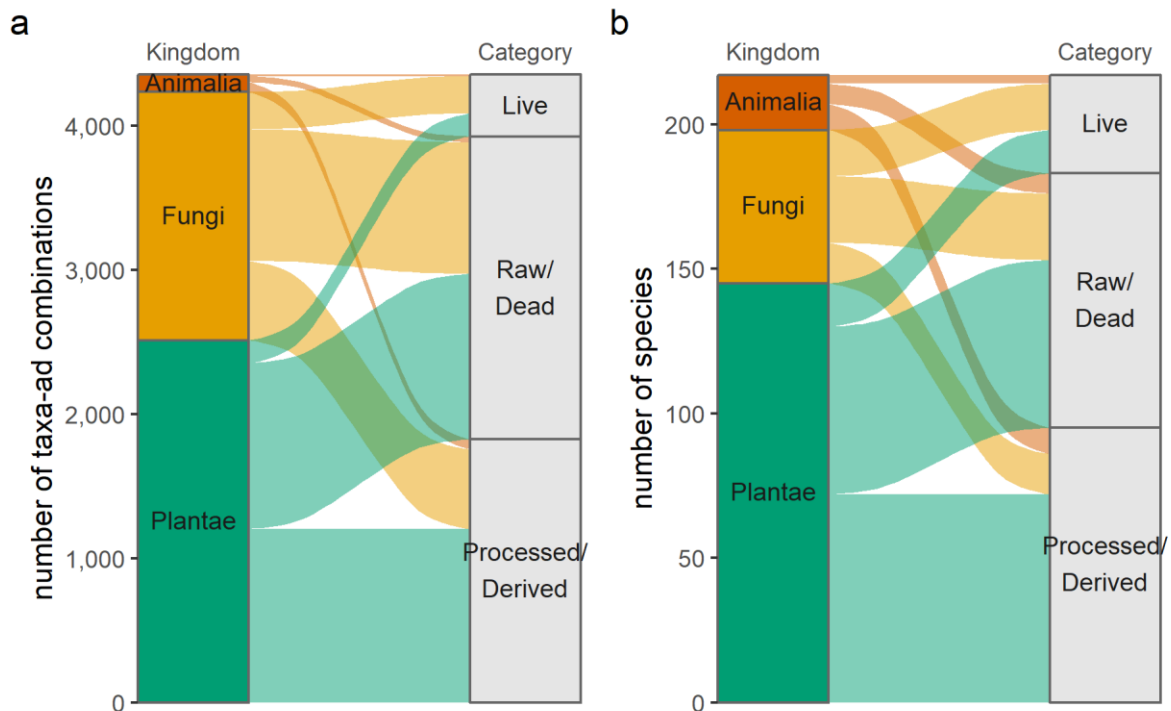 a
Kingdom
Category
number of taxa-ad combinations
4,000
3,000
2,000
1,000
0
Animalia
Fungi
Plantae
Live
Raw/
Dead
Processed/
Derived
b
Kingdom
Category
number of species
200
150
100
50
0
Animalia
Fungi
Plantae
Live
Raw/
Dead
Processed/
Derived